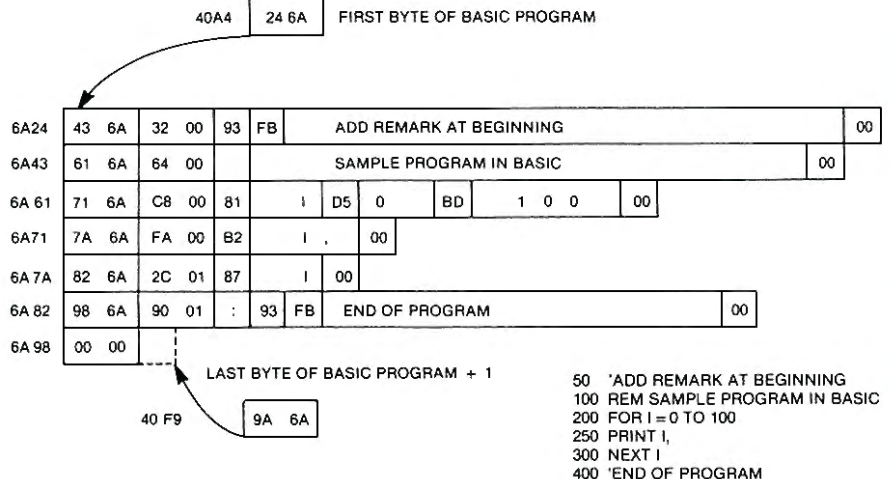 40A4 24 6A FIRST BYTE OF BASIC PROGRAM
6A24 43 6A 32 00 93 FB ADD REMARK AT BEGINNING 00
6A43 61 6A 64 00 SAMPLE PROGRAM IN BASIC 00
6A 61 71 6A C8 00 81 I D5 0 BD 1 0 0 00
6A71 7A 6A FA 00 B2 I , 00
6A 7A 82 6A 2C 01 87 I 00
6A 82 98 6A 90 01 : 93 FB END OF PROGRAM 00
6A 98 00 00
LAST BYTE OF BASIC PROGRAM + 1
40 F9 9A 6A
50 'ADD REMARK AT BEGINNING
100 REM SAMPLE PROGRAM IN BASIC
200 FOR I = 0 TO 100
250 PRINT I,
300 NEXT I
400 'END OF PROGRAM